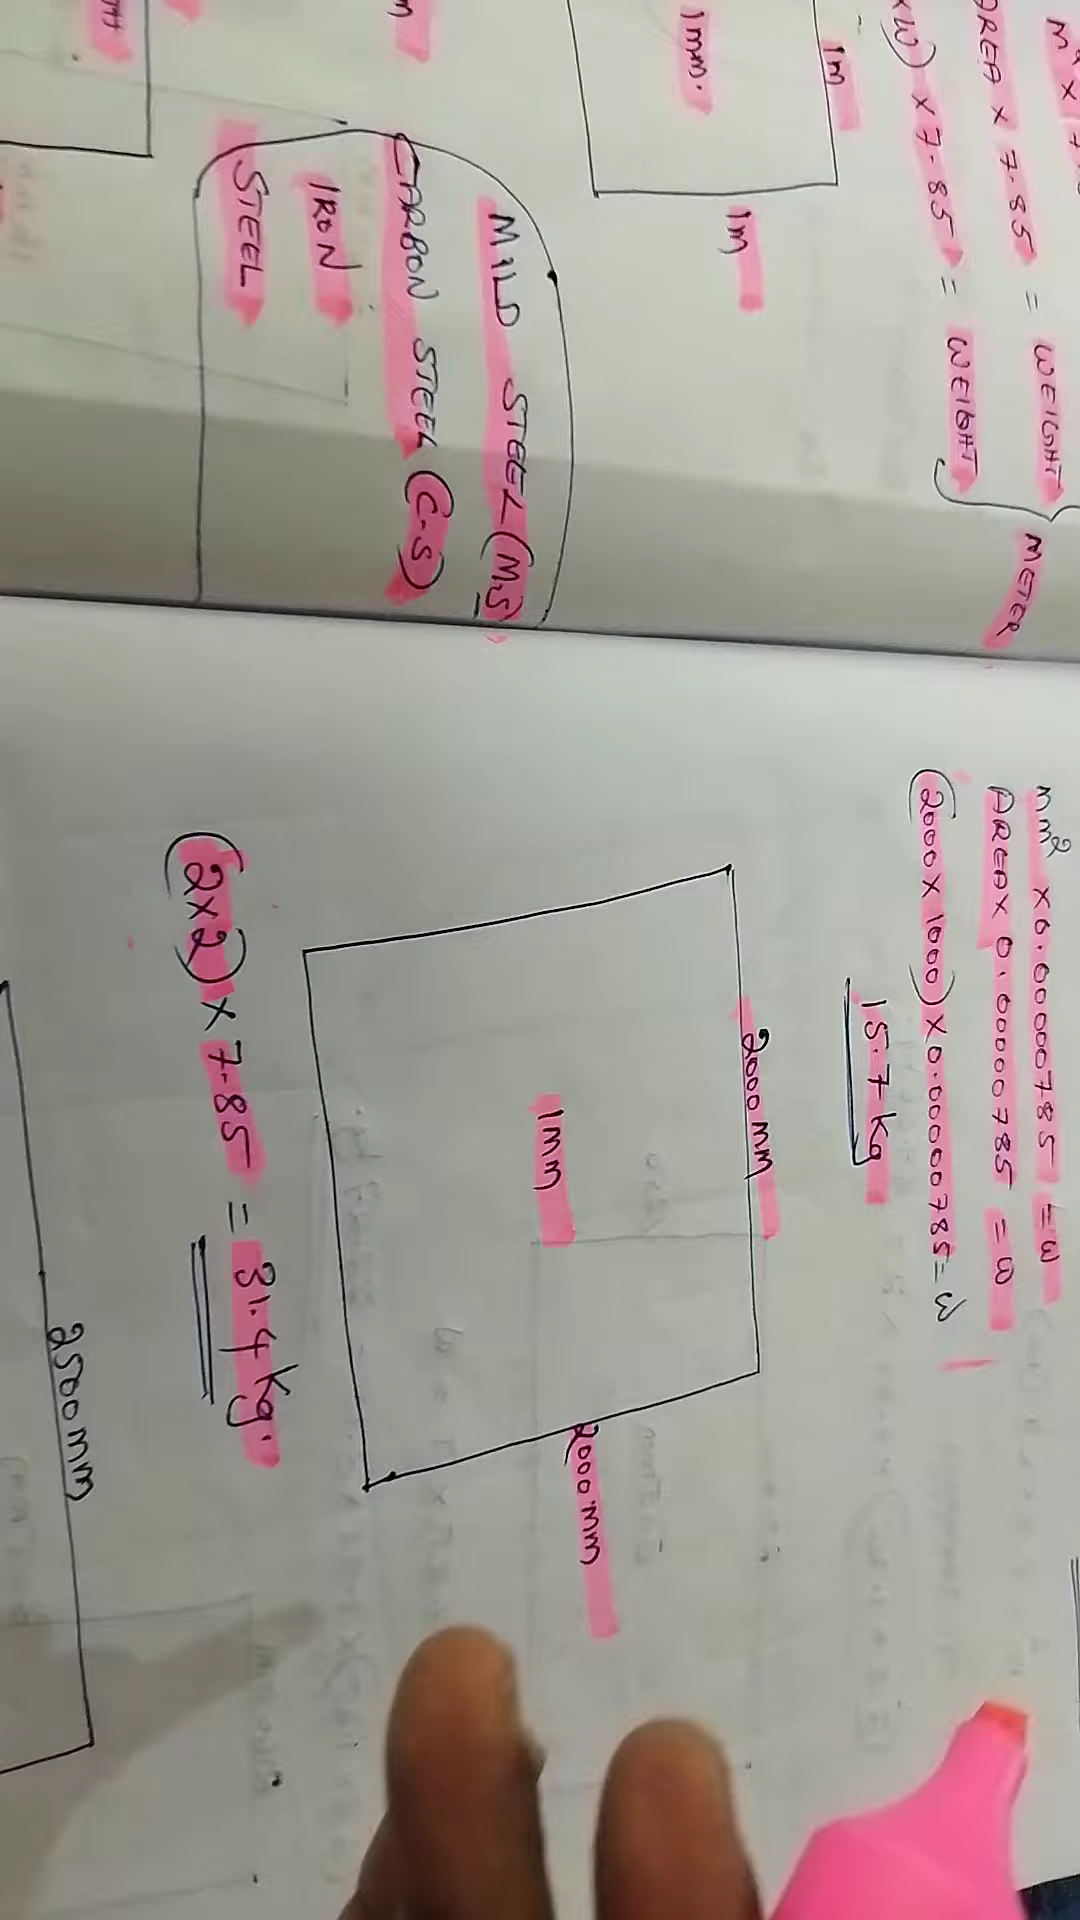 AREA × 7.85 = WEIGHT
×W) × 7.85 = WEIGHT
METER
1m
1mm.
1m
MILD STEEL (M.S)
CARBON STEEL (C.S)
IRON
STEEL
mm² × 0.00000785 = W
AREA × 0.00000785 = W
(2000 × 1000) × 0.00000785 = W
15.7 kg
2000 mm
1mm
2000 mm
(2×2) × 7.85 = 31.4 kg.
2500 mm